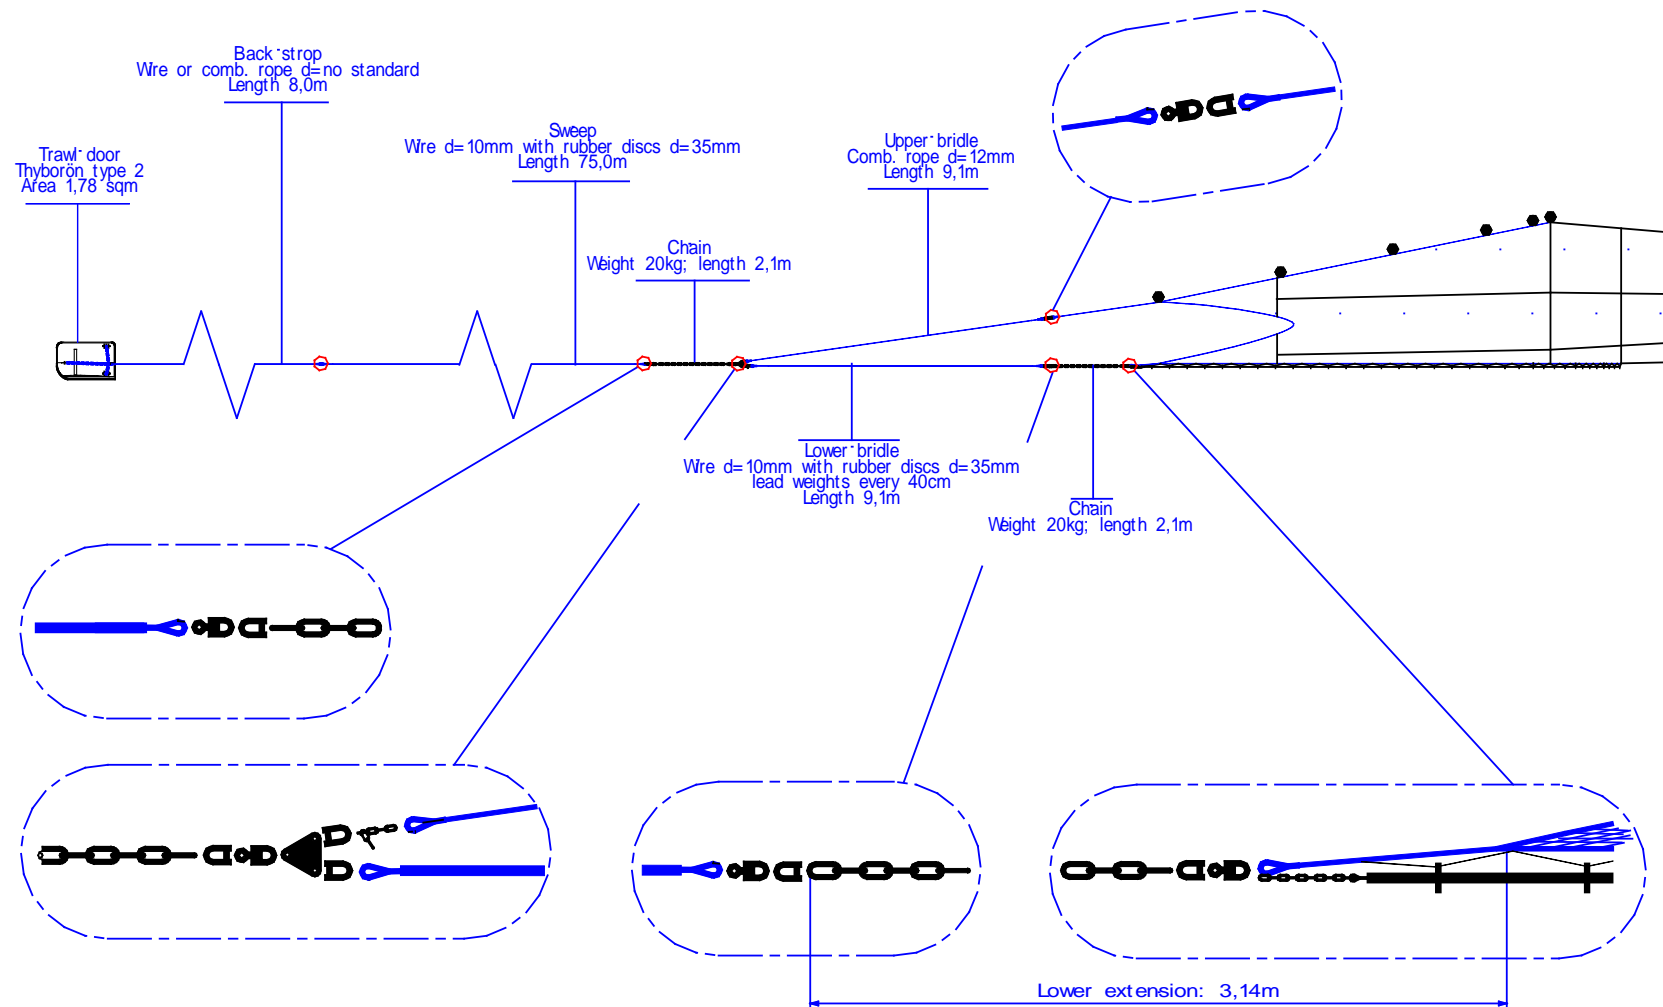 Back strop
Wire or comb. rope d=no standard
Length 8,0m
Sweep
Wire d=10mm with rubber discs d=35mm
Length 75,0m
Upper bridle
Comb. rope d=12mm
Length 9,1m
Trawl door
Thyborön type 2
Area 1,78 sqm
Chain
Weight 20kg; length 2,1m
Lower bridle
Wire d=10mm with rubber discs d=35mm
lead weights every 40cm
Length 9,1m
Chain
Weight 20kg; length 2,1m
Lower extension: 3,14m